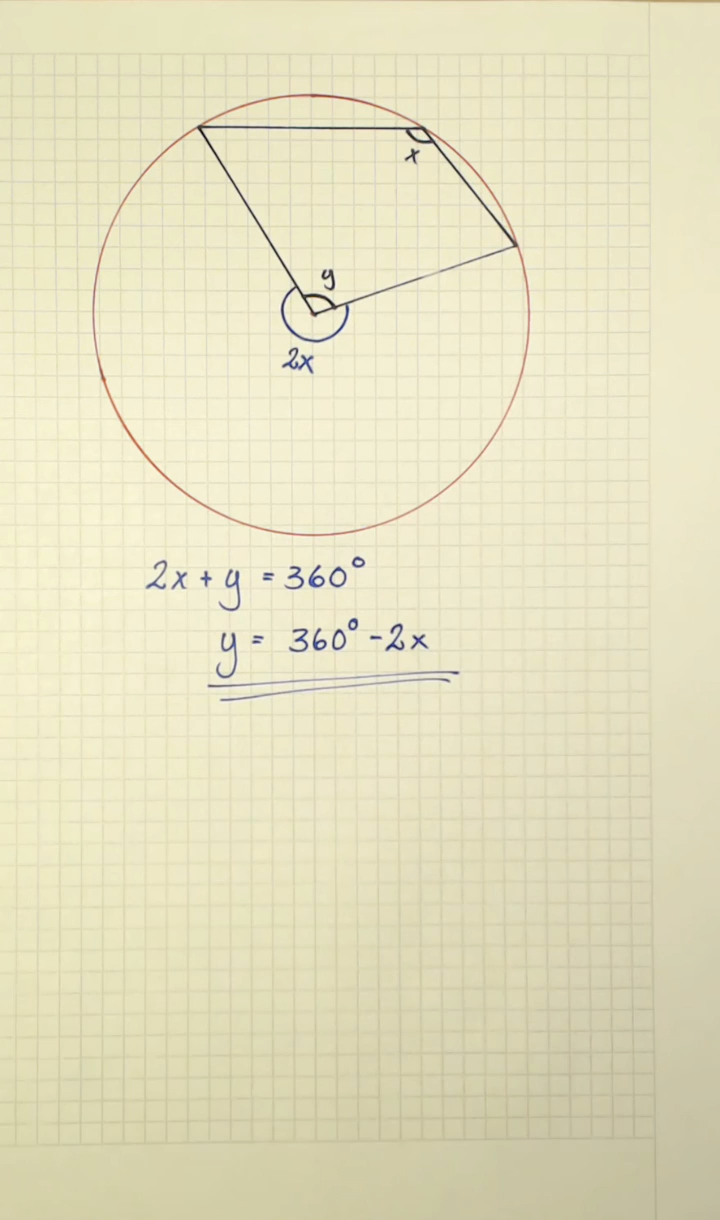 x
y
2x
2x + y = 360°
y = 360° - 2x